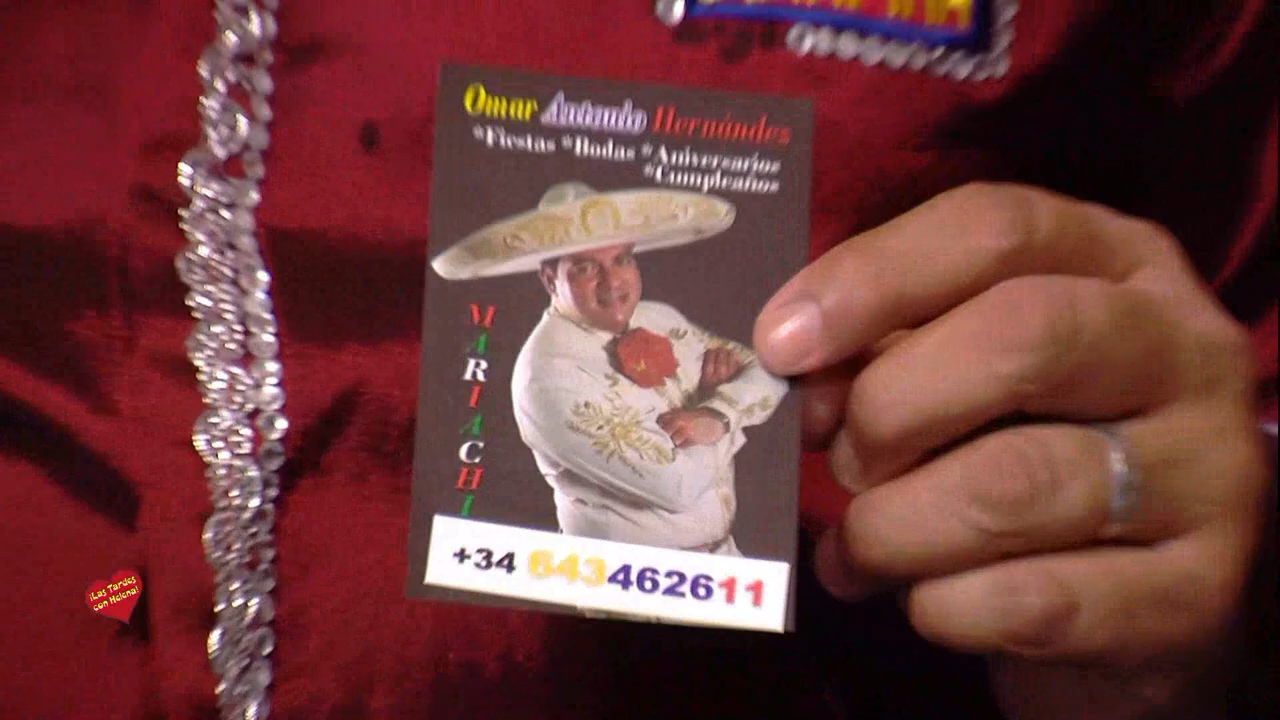 Omar Antonio Hernández
*Fiestas *Bodas *Aniversarios
*Cumpleaños
MARIACHI
+34 643462611
¡Las Tardes
con Helena!